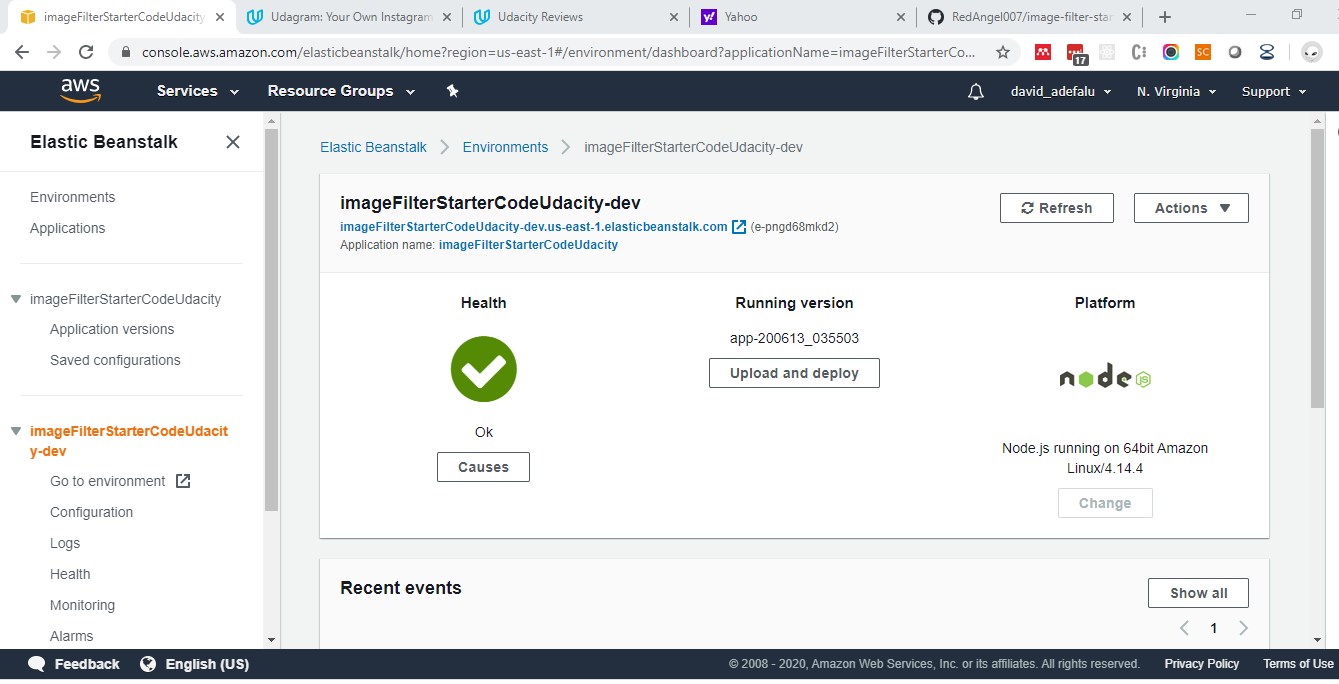 imageFilterStarterCodeUdacity
Udagram: Your Own Instagram
Udacity Reviews
Yahoo
RedAngel007/image-filter-star
console.aws.amazon.com/elasticbeanstalk/home?region=us-east-1#/environment/dashboard?applicationName=imageFilterStarterCo...
17
SC
aws
Services
Resource Groups
david_adefalu
N. Virginia
Support
Elastic Beanstalk
Environments
Applications
imageFilterStarterCodeUdacity
Application versions
Saved configurations
imageFilterStarterCodeUdacit
y-dev
Go to environment
Configuration
Logs
Health
Monitoring
Alarms
Elastic Beanstalk
Environments
imageFilterStarterCodeUdacity-dev
imageFilterStarterCodeUdacity-dev
Refresh
Actions
imageFilterStarterCodeUdacity-dev.us-east-1.elasticbeanstalk.com (e-pngd68mkd2)
Application name: imageFilterStarterCodeUdacity
Health
Ok
Causes
Running version
app-200613_035503
Upload and deploy
Platform
node JS
Node.js running on 64bit Amazon
Linux/4.14.4
Change
Recent events
Show all
1
Feedback
English (US)
© 2008 - 2020, Amazon Web Services, Inc. or its affiliates. All rights reserved.
Privacy Policy
Terms of Use